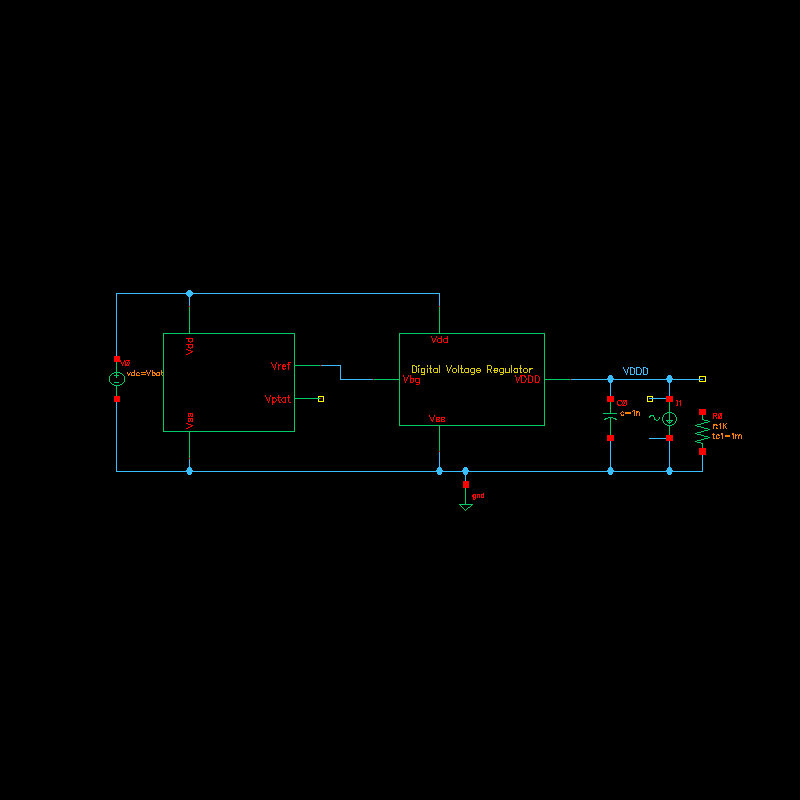 V0
vdc=Vbat
Vdd
Vref
Vptat
Vss
Vdd
Digital Voltage Regulator
Vbg
VDDD
Vss
gnd
VDDD
C0
c=1n
I1
R0
r:1K
tc1=1m